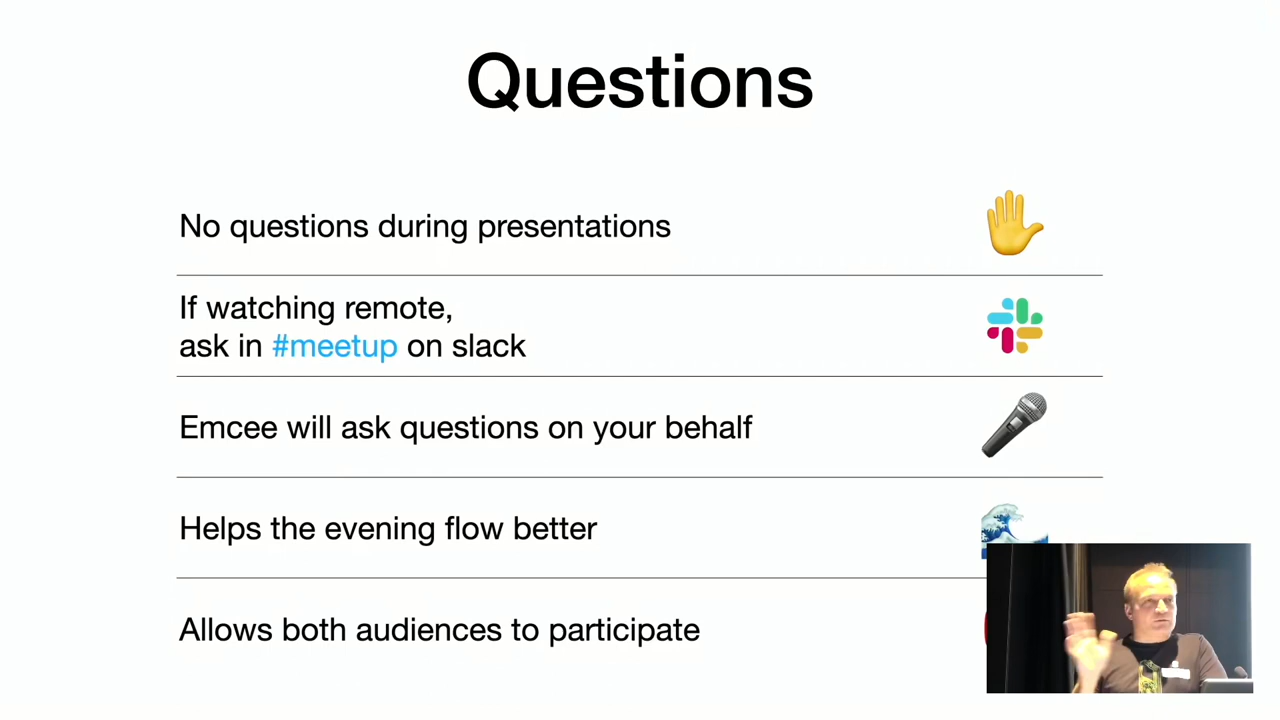 Questions
No questions during presentations
If watching remote,
ask in #meetup on slack
Emcee will ask questions on your behalf
Helps the evening flow better
Allows both audiences to participate